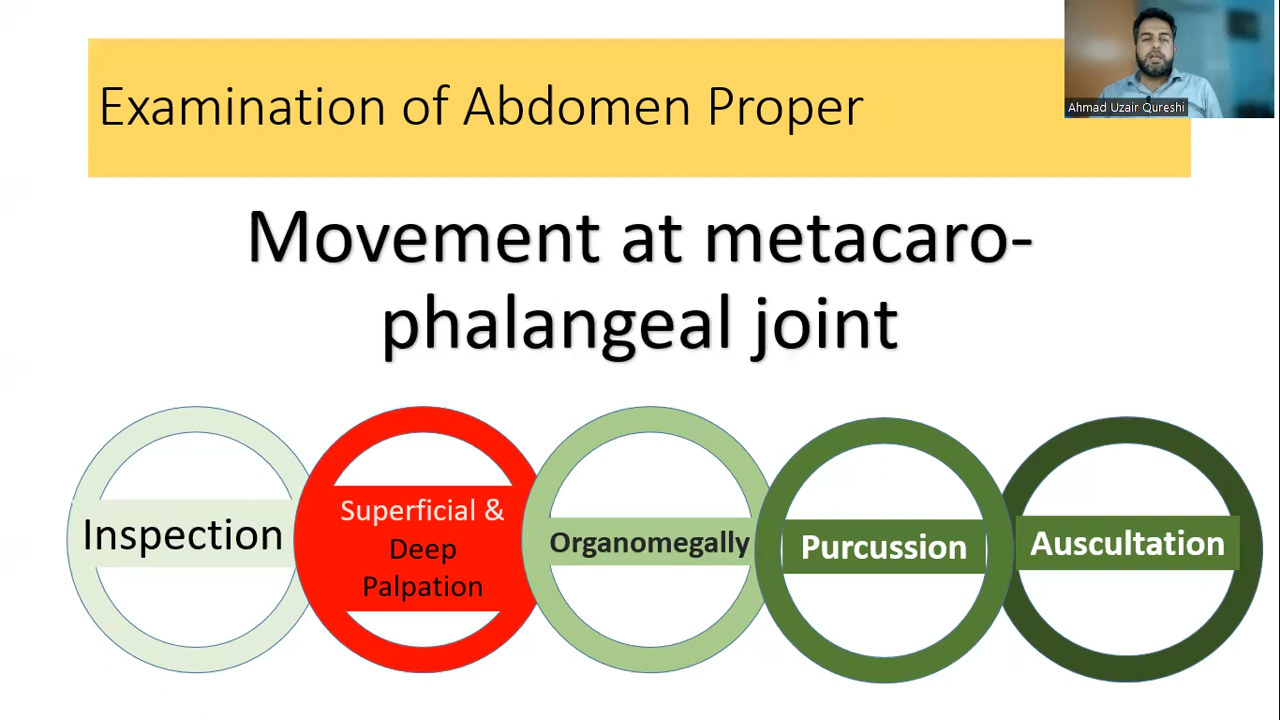 Examination of Abdomen Proper
Ahmad Uzair Qureshi
Movement at metacaro-
phalangeal joint
Inspection
Superficial &
Deep
Palpation
Organomegally
Purcussion
Auscultation